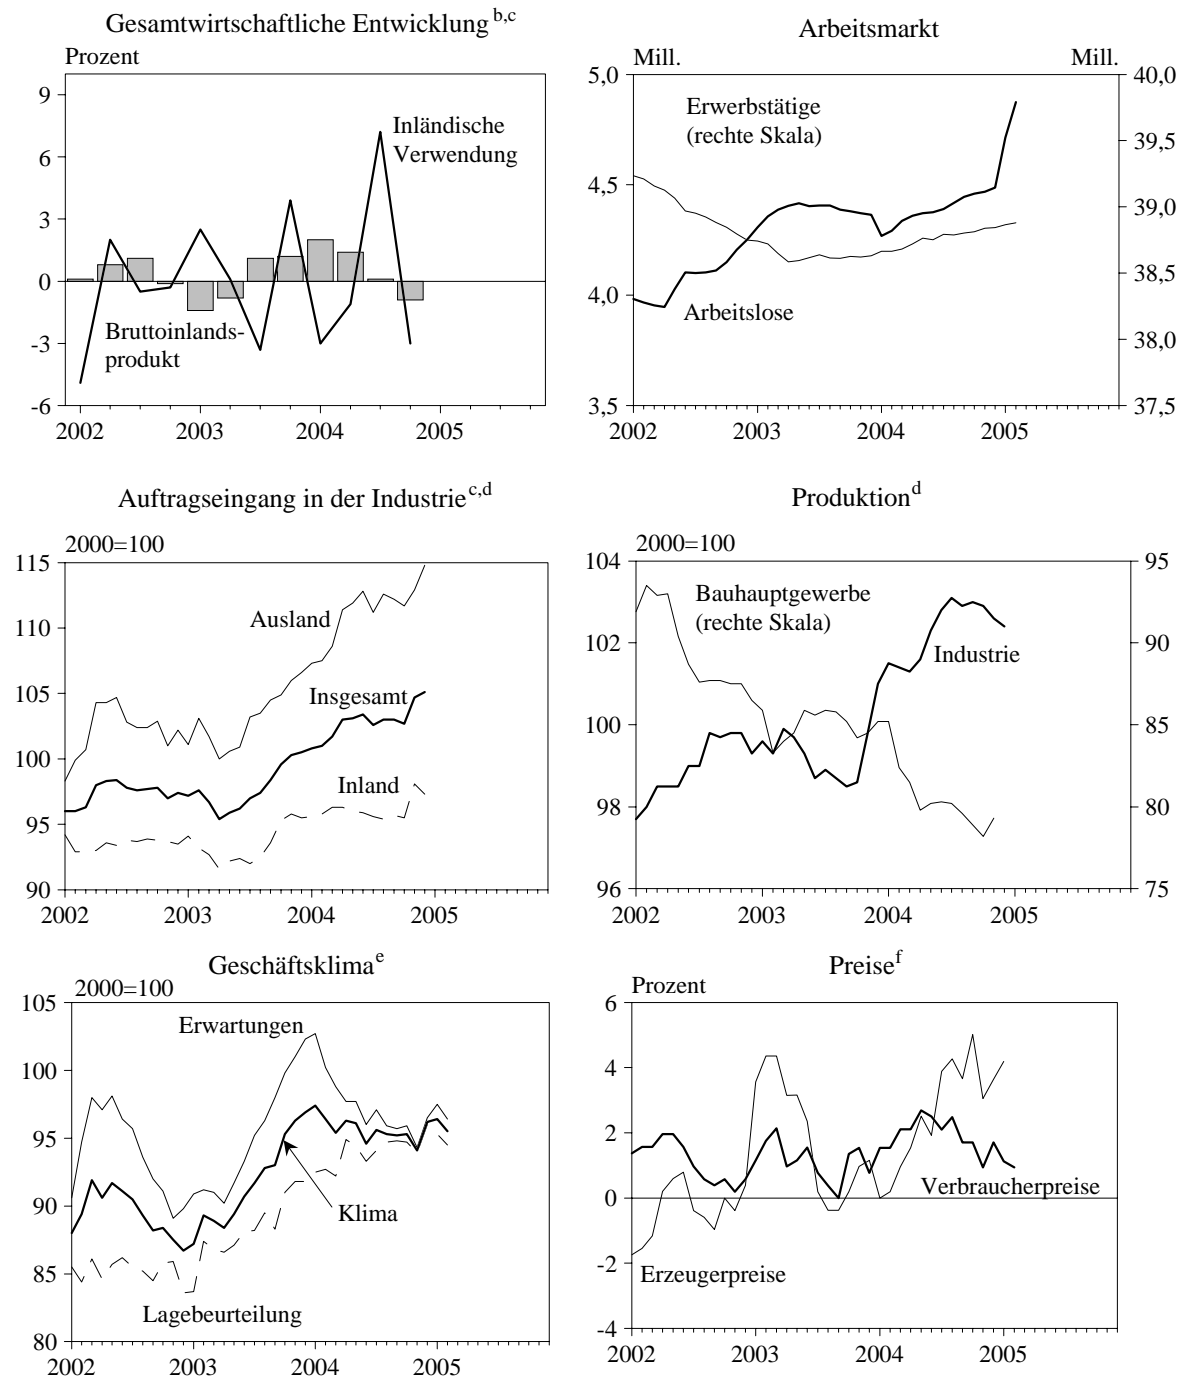 Gesamtwirtschaftliche Entwicklung b,c
Prozent
9
6
3
0
-3
-6
Inländische
Verwendung
Bruttoinlands-
produkt
2002 2003 2004 2005
Arbeitsmarkt
Mill. Mill.
5,0
4,5
4,0
3,5
40,0
39,5
39,0
38,5
38,0
37,5
Erwerbstätige
(rechte Skala)
Arbeitslose
2002 2003 2004 2005
Auftragseingang in der Industrie c,d
2000=100
115
110
105
100
95
90
Ausland
Insgesamt
Inland
2002 2003 2004 2005
Produktion d
2000=100
104
102
100
98
96
95
90
85
80
75
Bauhauptgewerbe
(rechte Skala)
Industrie
2002 2003 2004 2005
Geschäftsklima e
2000=100
105
100
95
90
85
80
Erwartungen
Klima
Lagebeurteilung
2002 2003 2004 2005
Preise f
Prozent
6
4
2
0
-2
-4
Verbraucherpreise
Erzeugerpreise
2002 2003 2004 2005